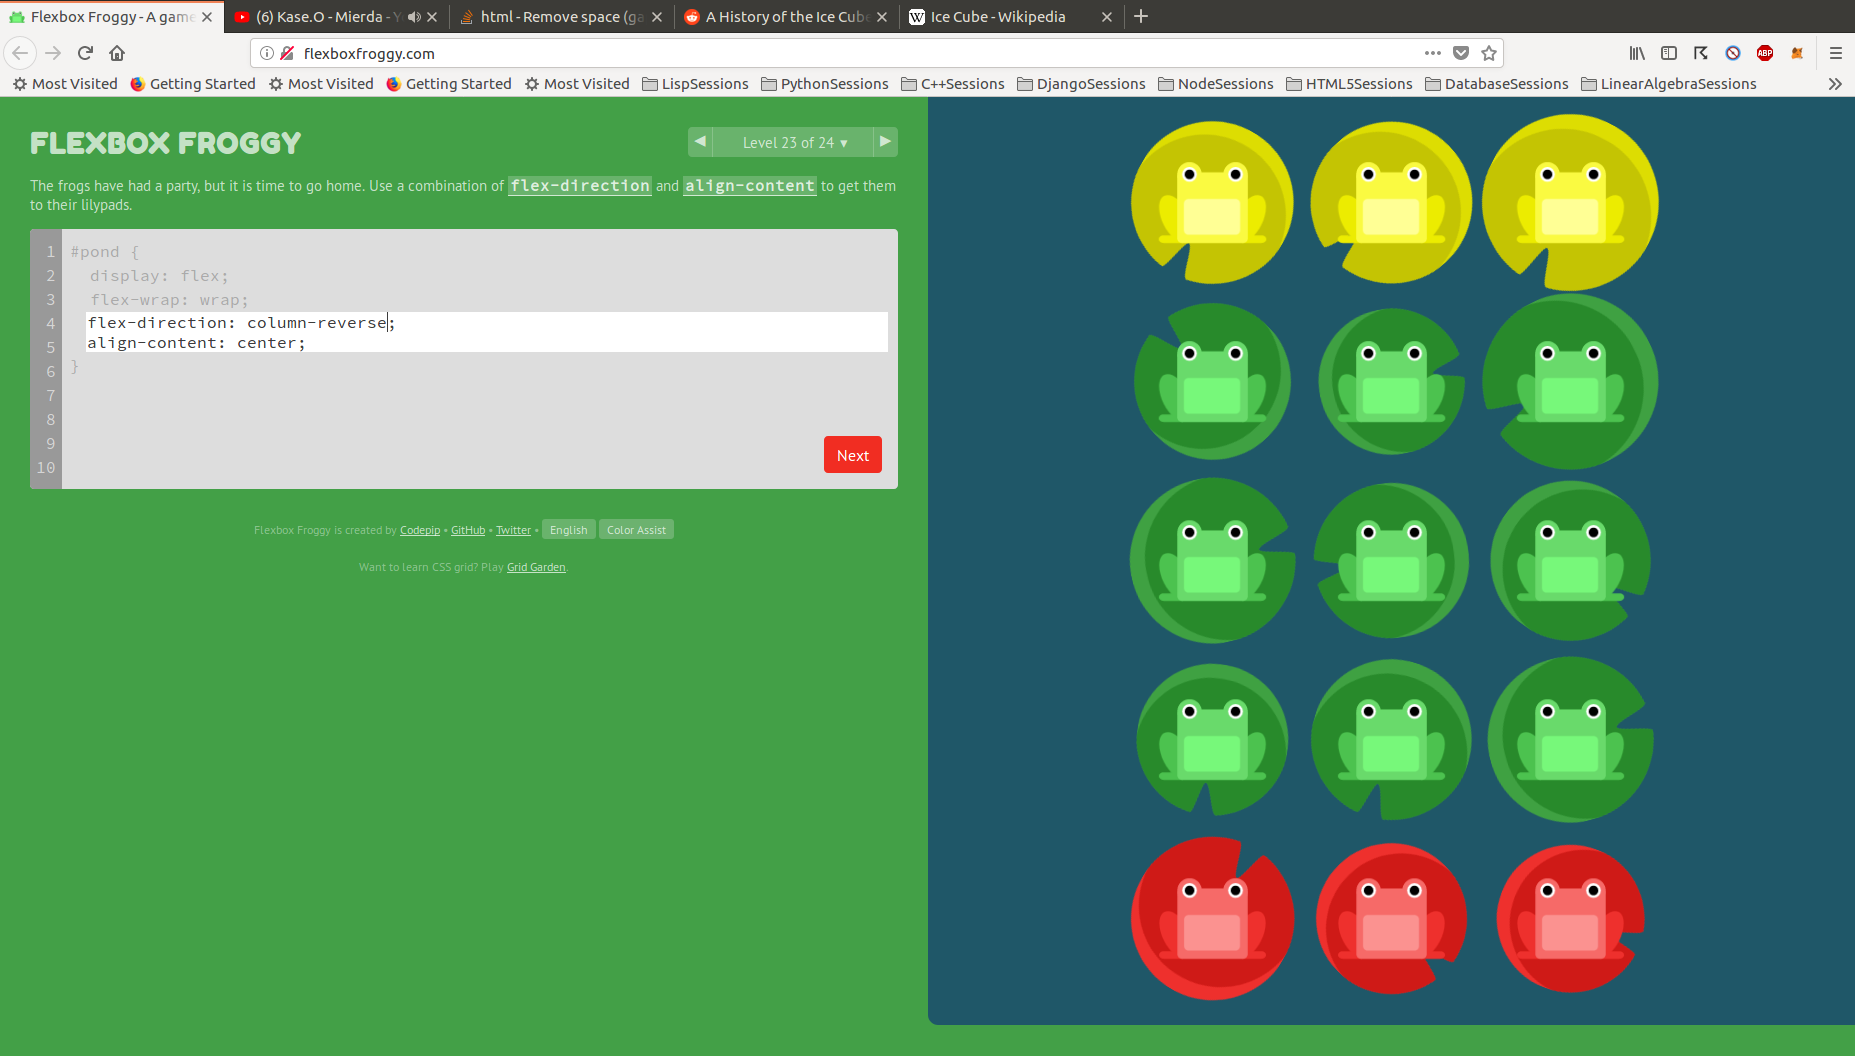 Flexbox Froggy - A game
(6) Kase.O - Mierda - Y
html - Remove space (ga
A History of the Ice Cube
Ice Cube - Wikipedia
flexboxfroggy.com
Most Visited Getting Started Most Visited Getting Started Most Visited LispSessions PythonSessions C++Sessions DjangoSessions NodeSessions HTML5Sessions DatabaseSessions LinearAlgebraSessions
FLEXBOX FROGGY
◀ Level 23 of 24 ▾ ▶
The frogs have had a party, but it is time to go home. Use a combination of flex-direction and align-content to get them
to their lilypads.
1 #pond {
2 display: flex;
3 flex-wrap: wrap;
4 flex-direction: column-reverse;
5 align-content: center;
6 }
7
8
9
10
Next
Flexbox Froggy is created by Codepip • GitHub • Twitter • English Color Assist
Want to learn CSS grid? Play Grid Garden.